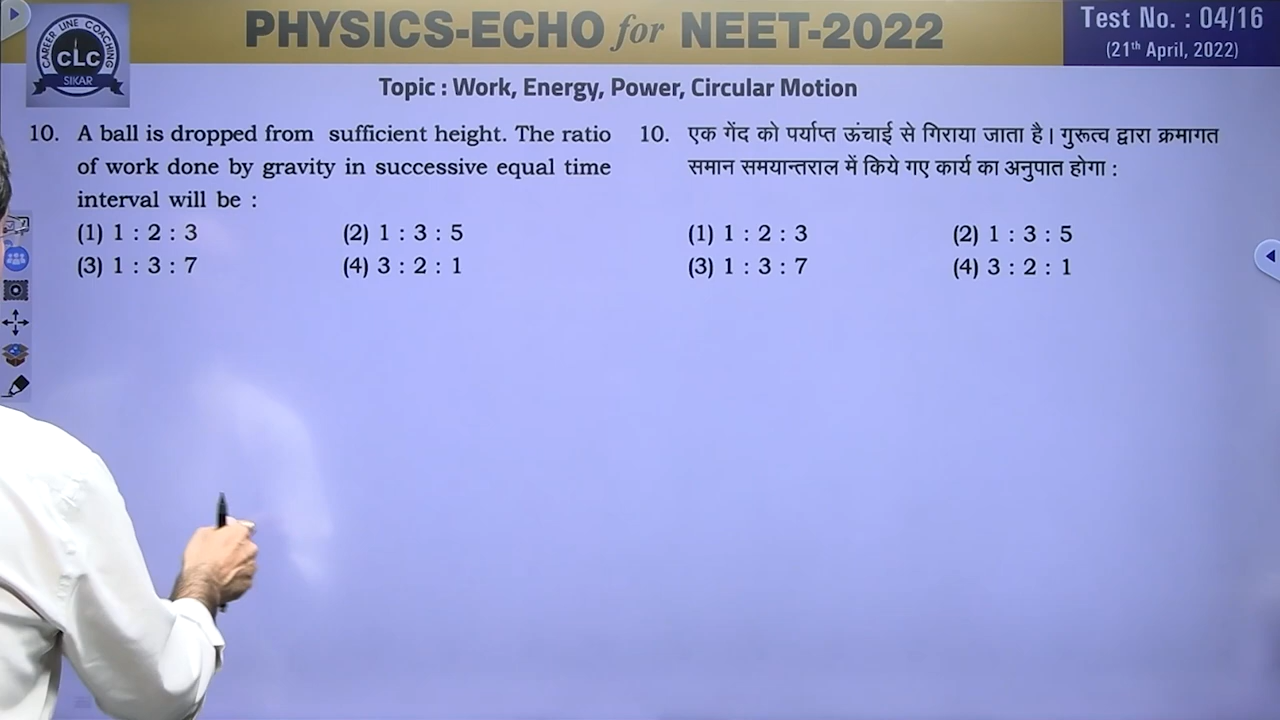 PHYSICS-ECHO for NEET-2022
Test No. : 04/16
(21th April, 2022)
CAREER LINE COACHING
CLC
SIKAR
Topic : Work, Energy, Power, Circular Motion
10. A ball is dropped from sufficient height. The ratio
of work done by gravity in successive equal time
interval will be :
(1) 1 : 2 : 3 (2) 1 : 3 : 5
(3) 1 : 3 : 7 (4) 3 : 2 : 1
10. एक गेंद को पर्याप्त ऊंचाई से गिराया जाता है। गुरूत्व द्वारा क्रमागत
समान समयान्तराल में किये गए कार्य का अनुपात होगा :
(1) 1 : 2 : 3 (2) 1 : 3 : 5
(3) 1 : 3 : 7 (4) 3 : 2 : 1